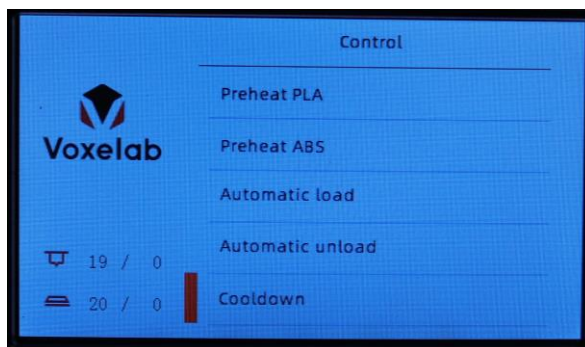 Control
Preheat PLA
Preheat ABS
Voxelab
Automatic load
Automatic unload
19 / 0
Cooldown
20 / 0